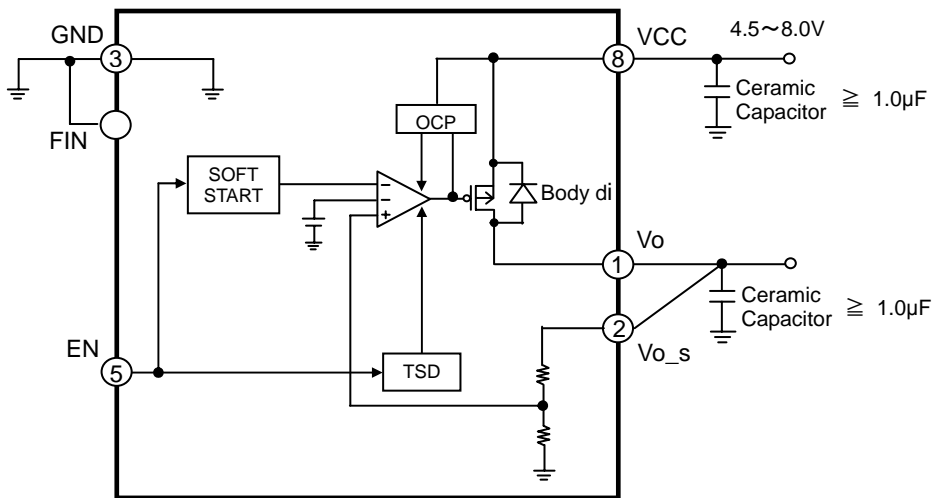 GND
3
FIN
VCC
8
4.5～8.0V
Ceramic
Capacitor ≧ 1.0µF
OCP
SOFT
START
−
−
+
Body di
Vo
1
Ceramic
Capacitor ≧ 1.0µF
2
Vo_s
EN
5
TSD